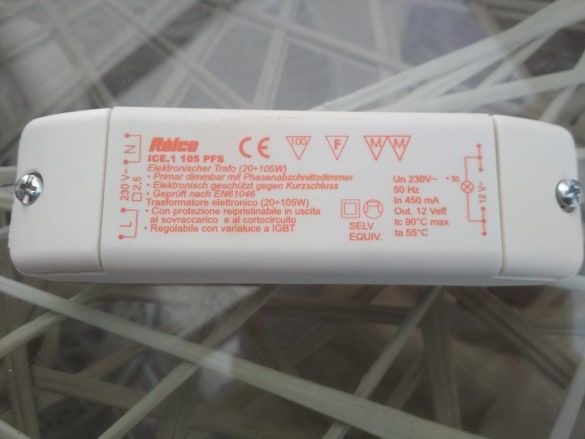 Relco
ICE.1 105 PFS
Elektronischer Trafo (20÷105W)
• Primar dimmbar mit Phasenabschnittsdimmer
• Elektronisch geschützt gegen Kurzschluss
• Geprüft nach EN61046
Trasformatore elettronico (20÷105W)
• Con protezione reipristinabile in uscita
al sovraccarico e al cortocircuito
• Regolabile con varialuce a IGBT
L 230 V~ N
2.5
CE
100
F
M M
SELV
EQUIV.
Un 230V~
50 Hz
In 450 mA
Out. 12 Veff
tc 90°C max
ta 55°C
• tc
12 V~